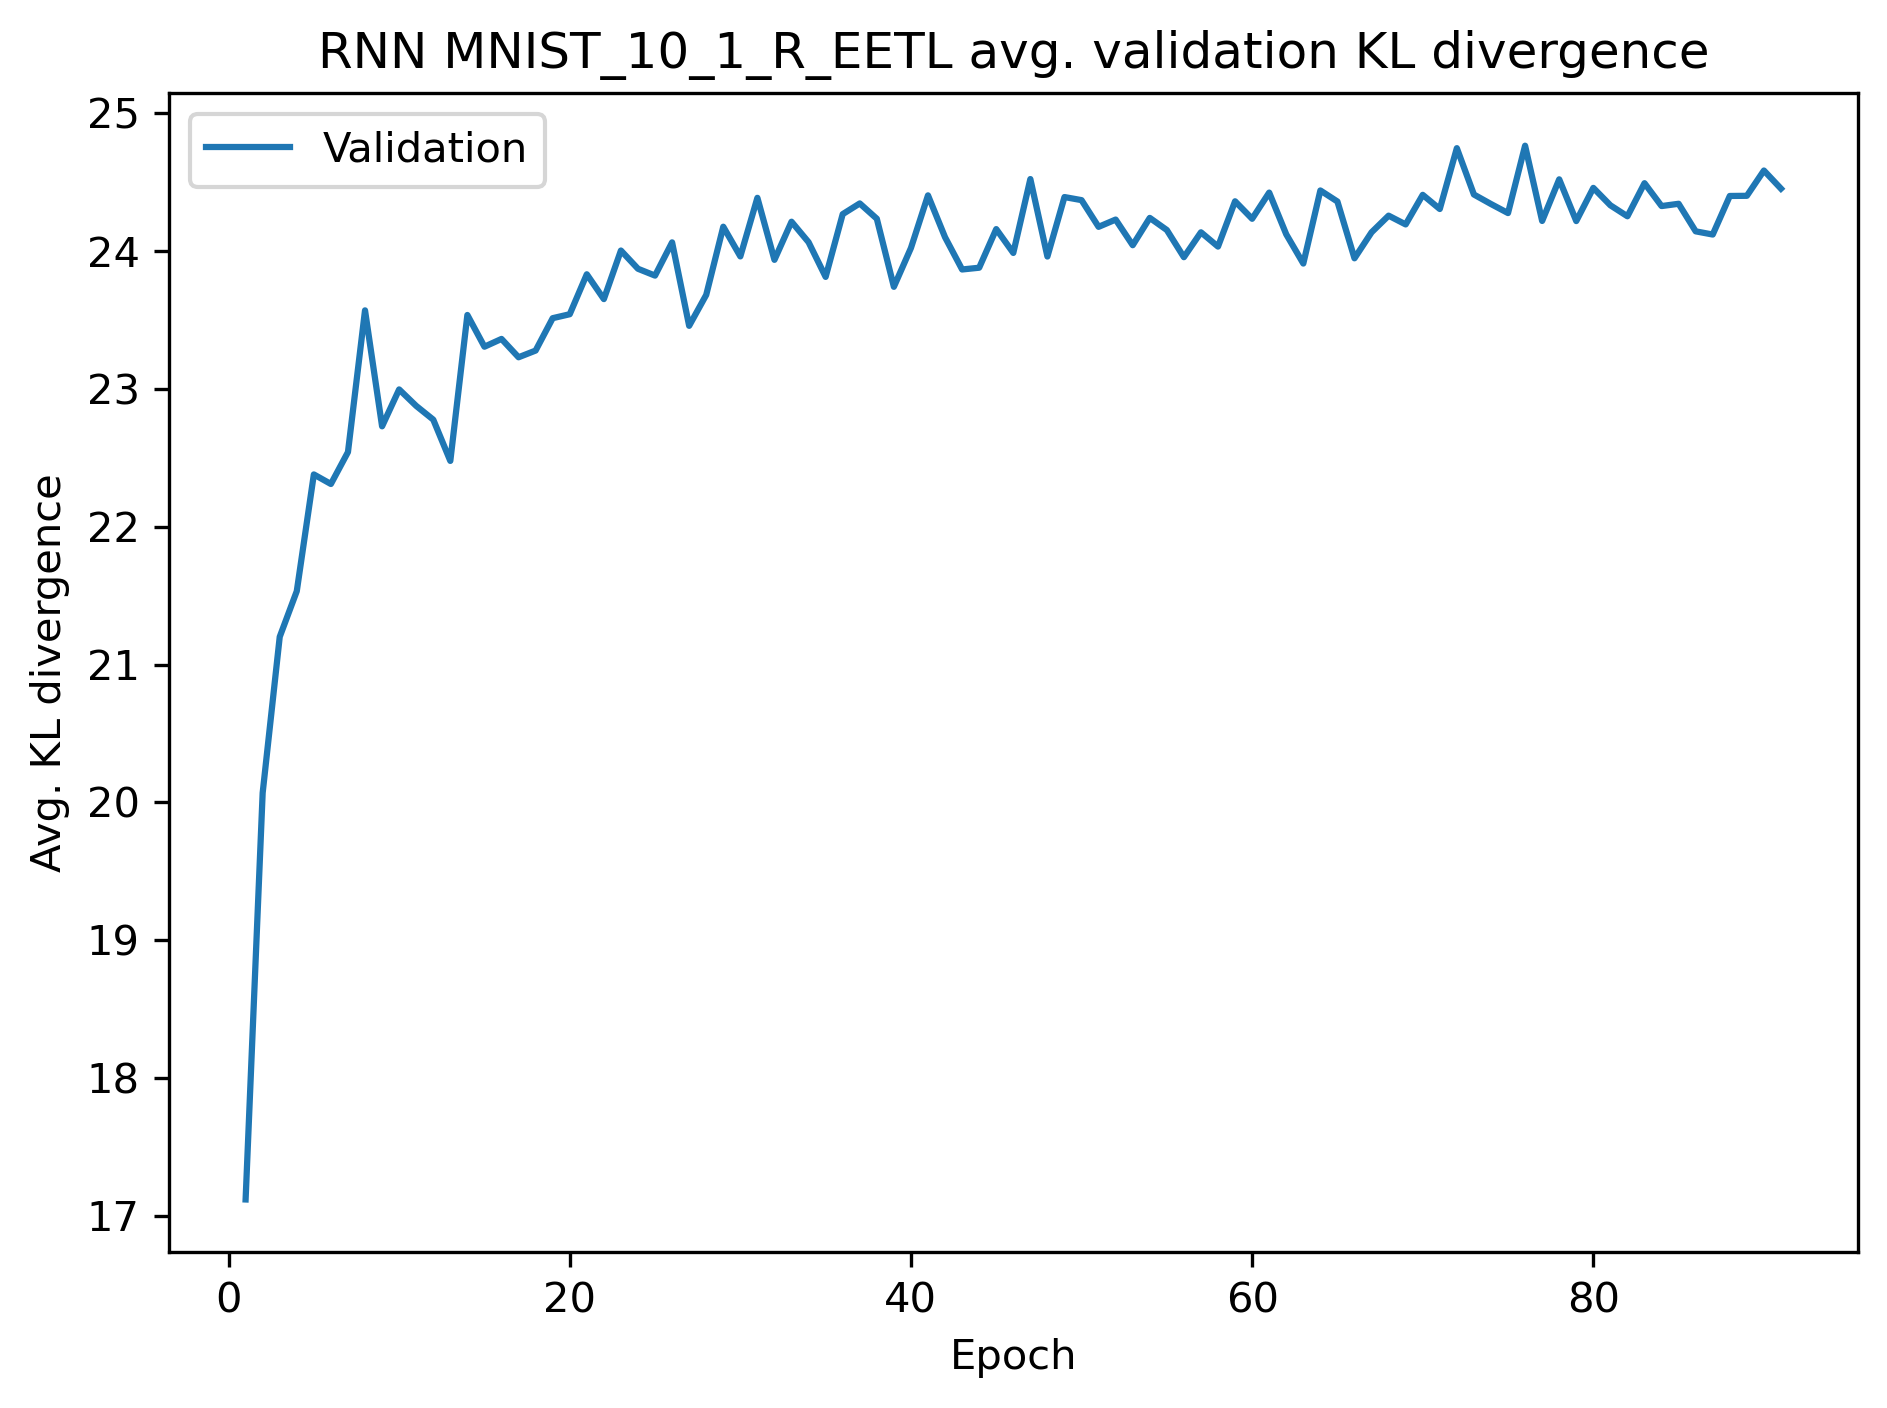 RNN MNIST_10_1_R_EETL avg. validation KL divergence
Validation
Avg. KL divergence
25
24
23
22
21
20
19
18
17
0 20 40 60 80
Epoch